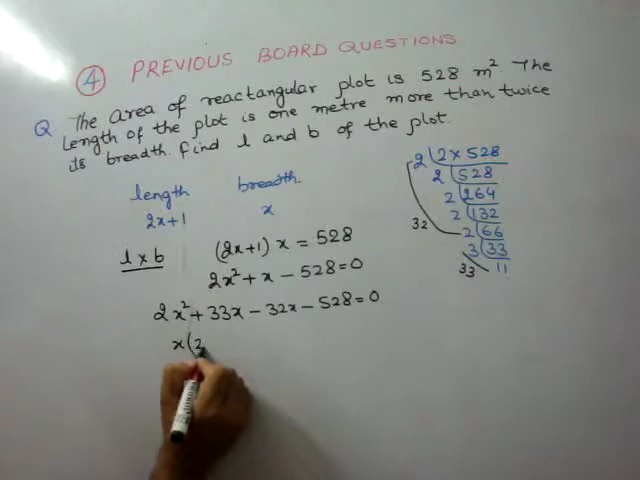 4 PREVIOUS BOARD QUESTIONS
Q. The area of reactangular plot is 528 m². The
length of the plot is one metre more than twice
its breadth. find l and b of the plot.
length breadth
2x+1 x
l x b
(2x+1) x = 528
2x² + x - 528 = 0
2x² + 33x - 32x - 528 = 0
x(2
2 2 x 528
2 528
2 264
2 132
2 66
3 33
11
32
33